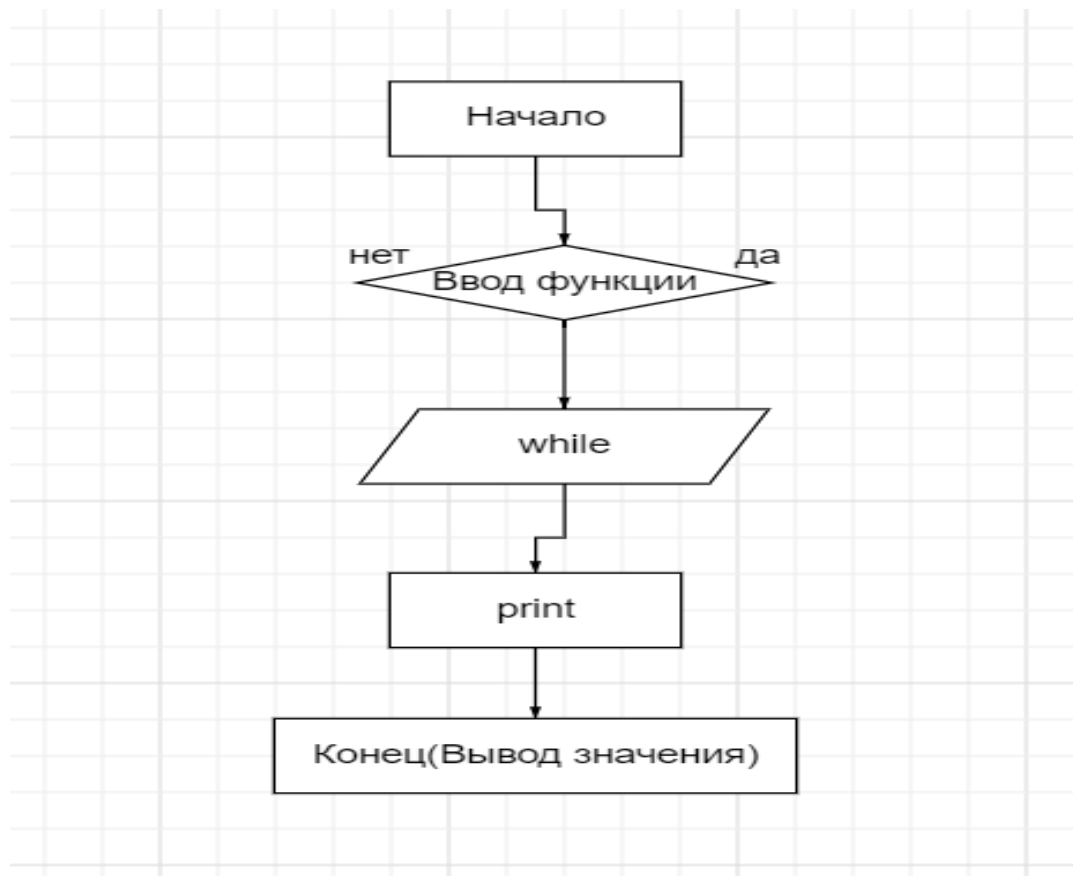 Начало
нет
да
Ввод функции
while
print
Конец(Вывод значения)